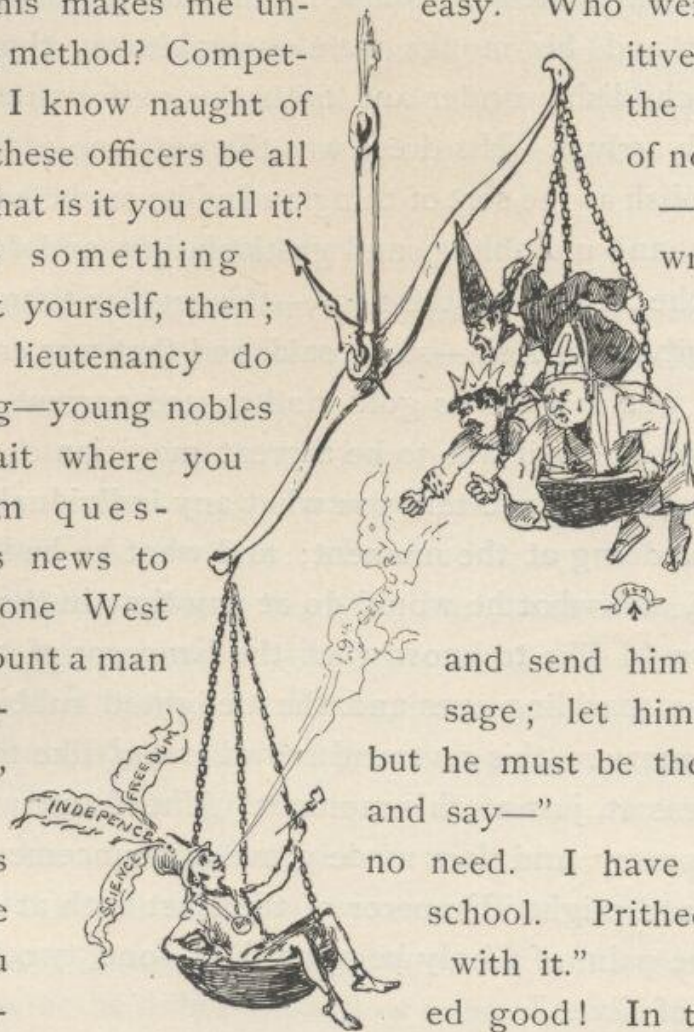 his makes me un-
easy. Who wer
method? Compet-
itive
I know naught of
the
these officers be all
of no
hat is it you call it?
something
wr
yourself, then;
lieutenancy do
g—young nobles
ait where you
m ques-
s news to
one West
ount a man
and send him
sage; let him
but he must be the
and say—”
no need. I have
school. Prithee
with it.”
ed good! In t
19th CENTURY
FREEDUM
INDEPENCE
SCIENCE